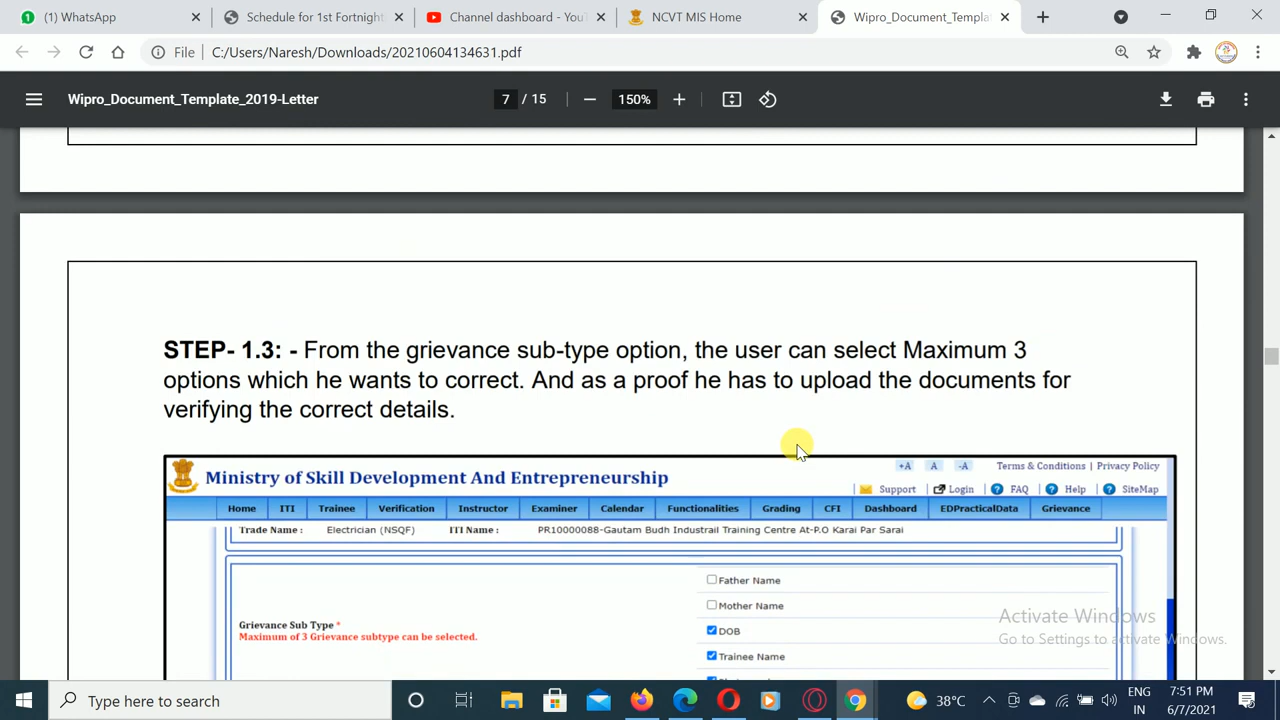 (1) WhatsApp
Schedule for 1st Fortnight
Channel dashboard - YouT
NCVT MIS Home
Wipro_Document_Templa
File C:/Users/Naresh/Downloads/20210604134631.pdf
Wipro_Document_Template_2019-Letter
7 / 15
150%
STEP- 1.3: - From the grievance sub-type option, the user can select Maximum 3
options which he wants to correct. And as a proof he has to upload the documents for
verifying the correct details.
Ministry of Skill Development And Entrepreneurship
+A A -A Terms & Conditions | Privacy Policy
Support Login FAQ Help SiteMap
Home ITI Trainee Verification Instructor Examiner Calendar Functionalities Grading CFI Dashboard EDPracticalData Grievance
Trade Name : Electrician (NSQF) ITI Name : PR10000088-Gautam Budh Industrail Training Centre At-P.O Karai Par Sarai
Father Name
Mother Name
Grievance Sub Type *
Maximum of 3 Grievance subtype can be selected.
DOB
Trainee Name
Activate Windows
Go to Settings to activate Windows.
Type here to search
38°C
ENG
IN
7:51 PM
6/7/2021